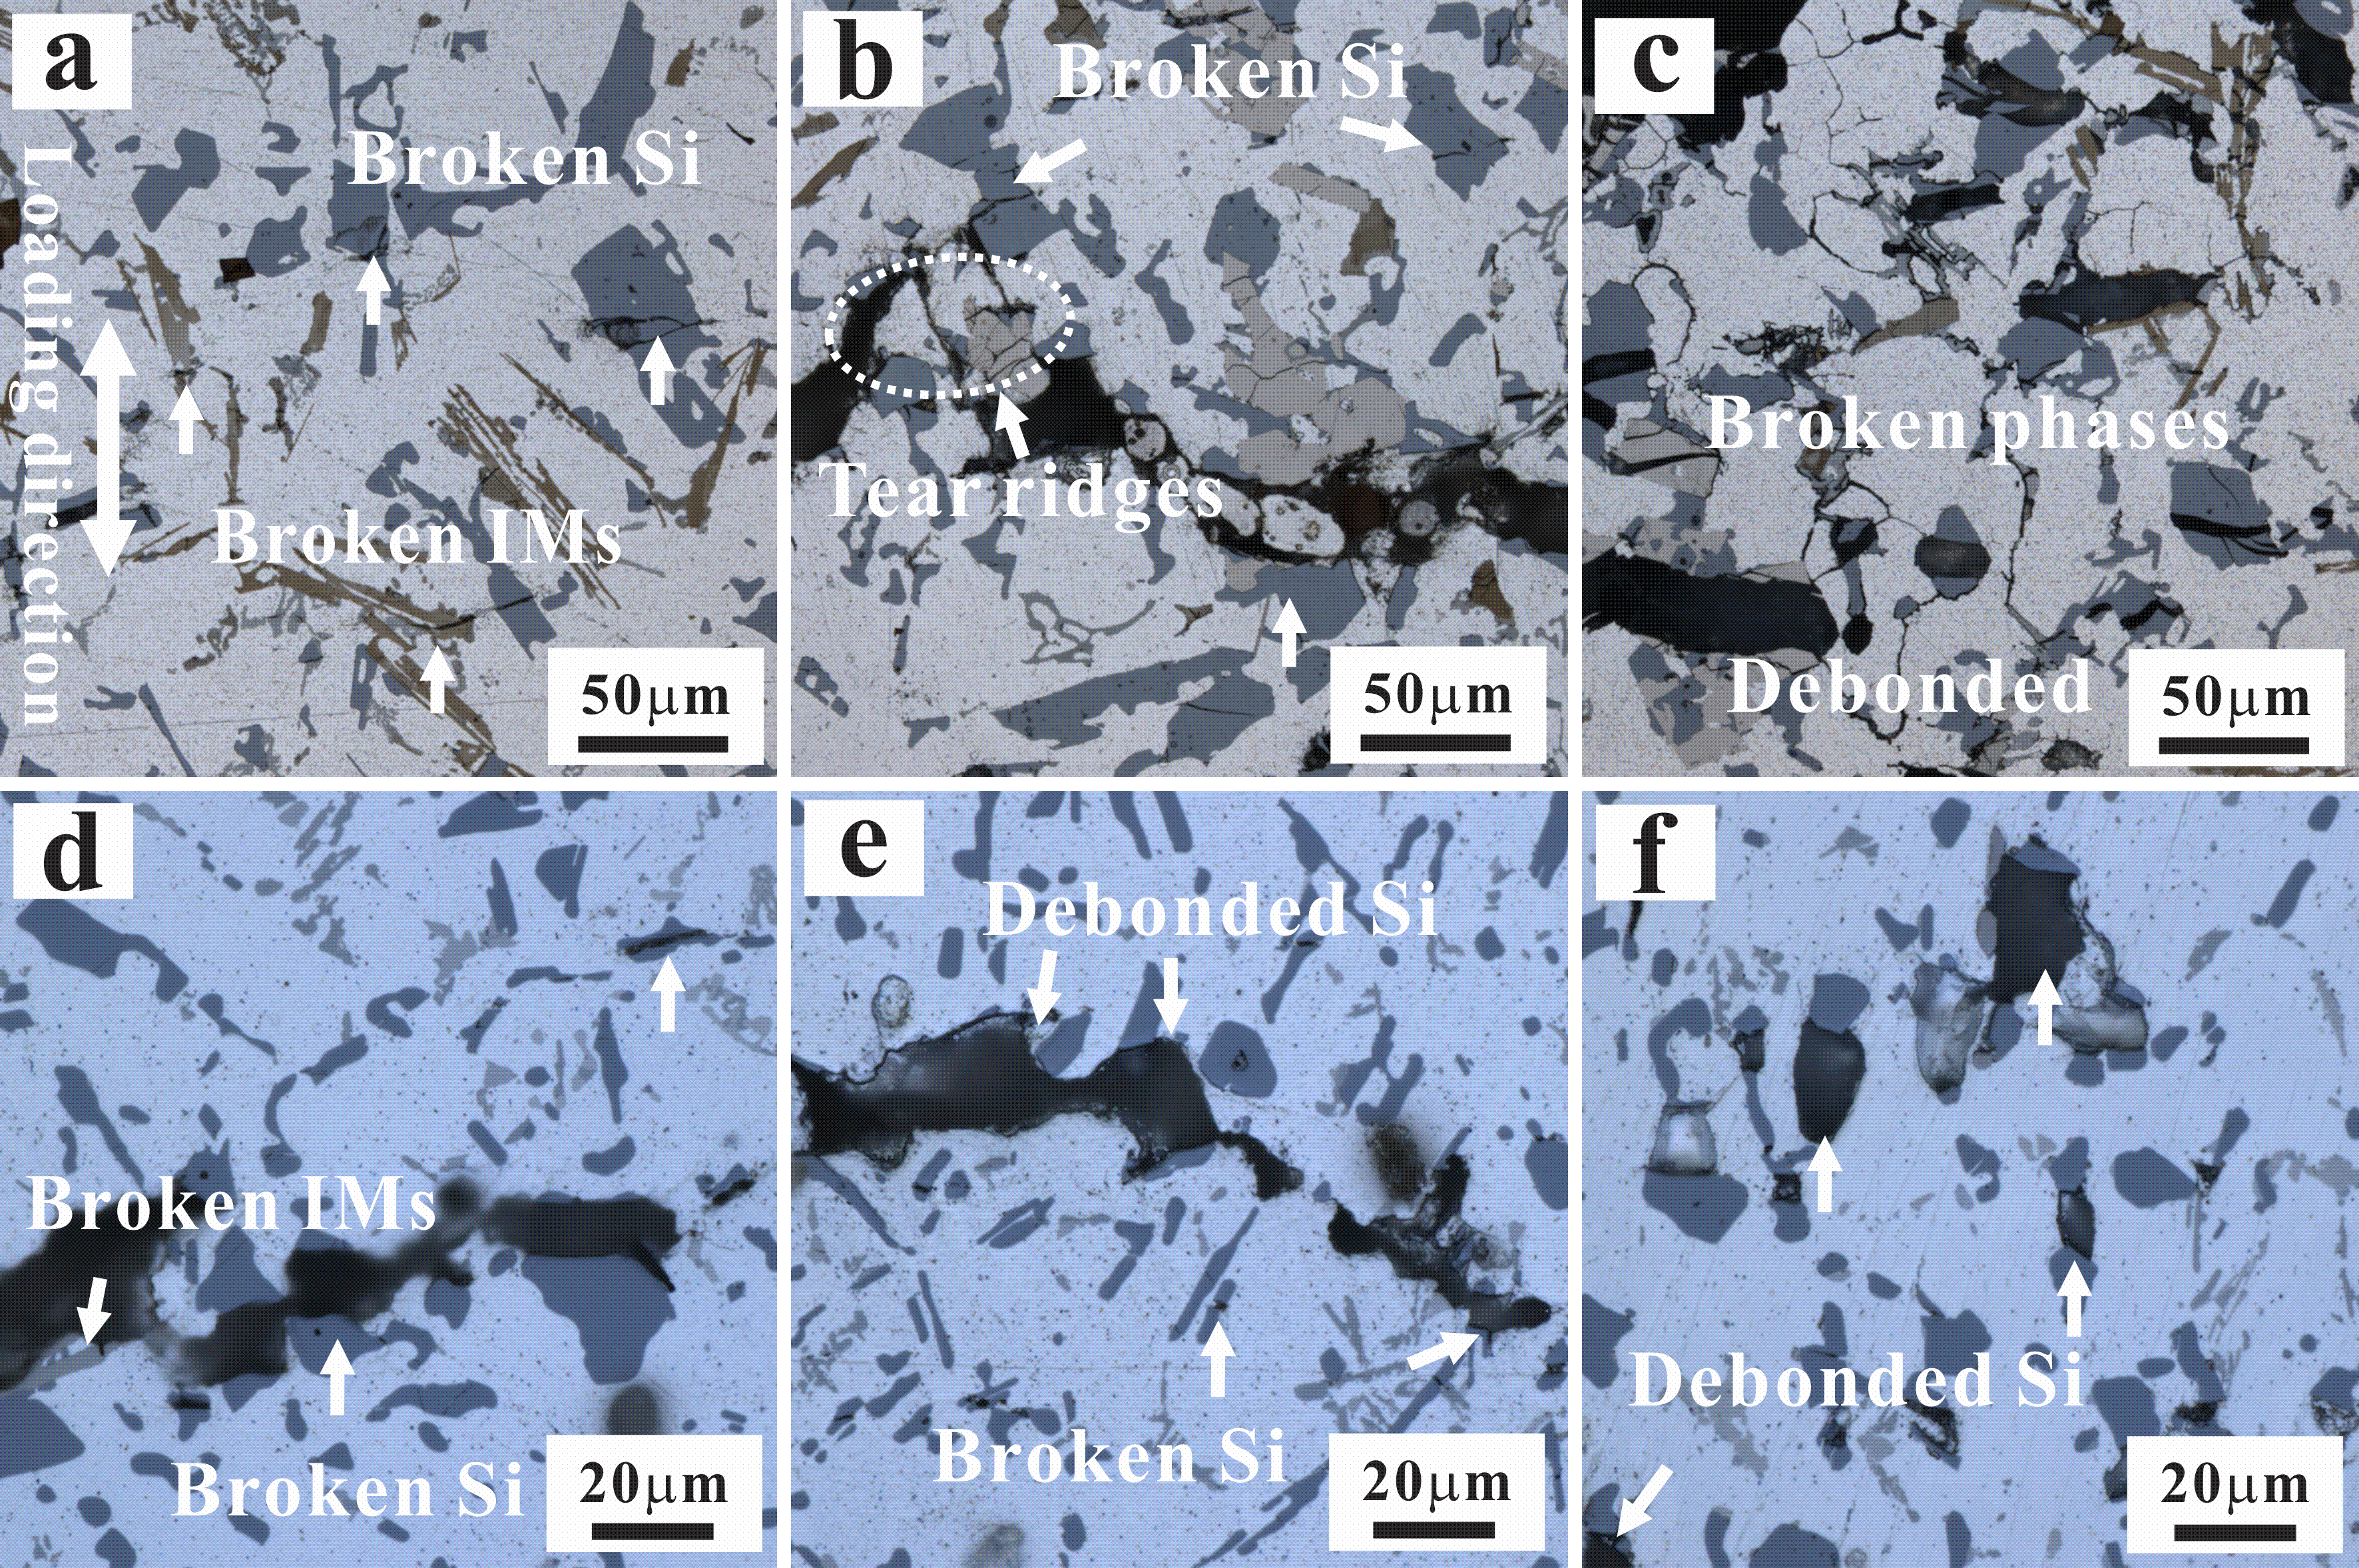 a
Broken Si
Loading direction
Broken IMs
50μm
b
Broken Si
Tear ridges
50μm
c
Broken phases
Debonded
50μm
d
Broken IMs
Broken Si
20μm
e
Debonded Si
Broken Si
20μm
f
Debonded Si
20μm